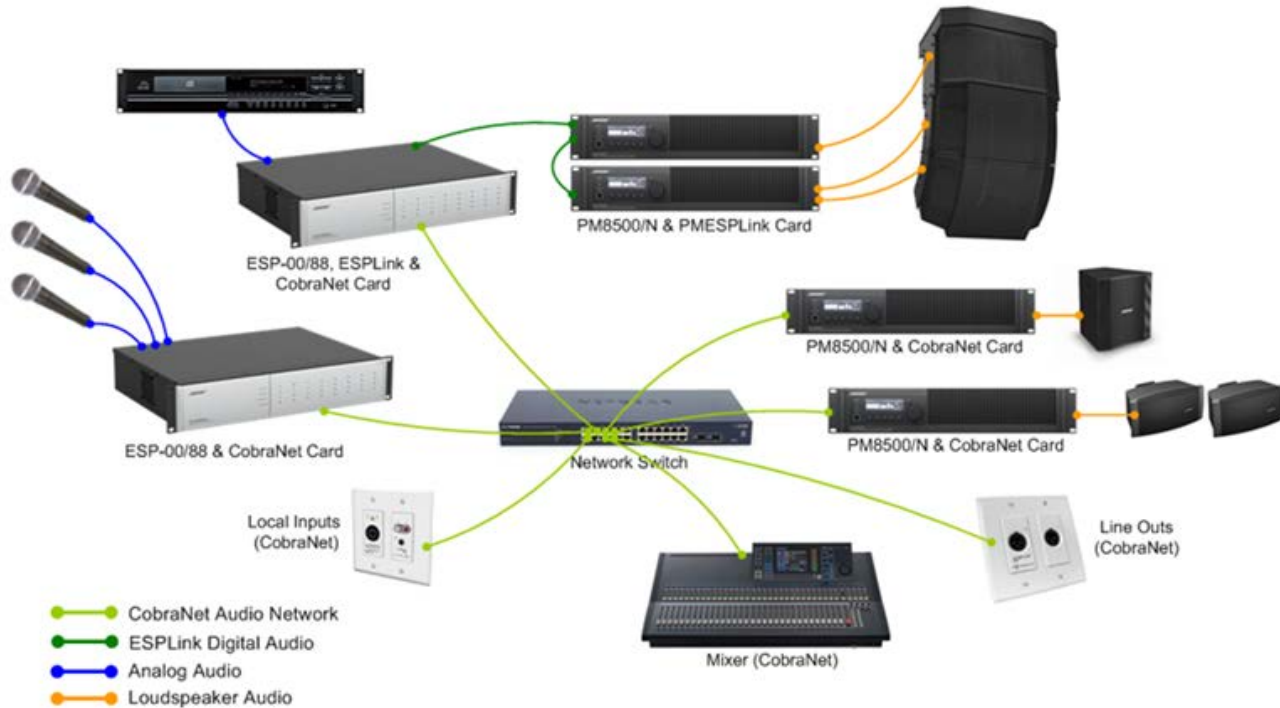 PM8500/N & PMESPLink Card
ESP-00/88, ESPLink &
CobraNet Card
PM8500/N & CobraNet Card
ESP-00/88 & CobraNet Card
PM8500/N & CobraNet Card
Network Switch
Local Inputs
(CobraNet)
Line Outs
(CobraNet)
Mixer (CobraNet)
CobraNet Audio Network
ESPLink Digital Audio
Analog Audio
Loudspeaker Audio